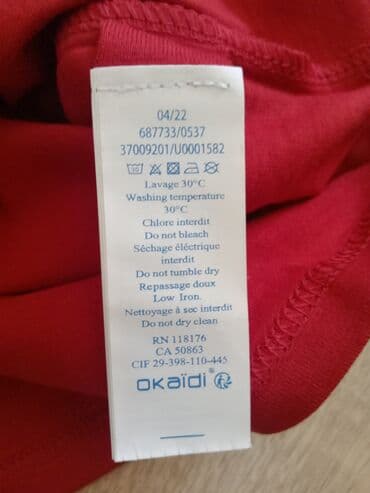 04/22
687733/0537
37009201/U0001582
30
Lavage 30°C
Washing temperature
30°C
Chlore interdit
Do not bleach
Séchage éléctrique
interdit
Do not tumble dry
Repassage doux
Low Iron.
Nettoyage à sec interdit
Do not dry clean
RN 118176
CA 50863
CIF 29-398-110-445
OKaïdi®